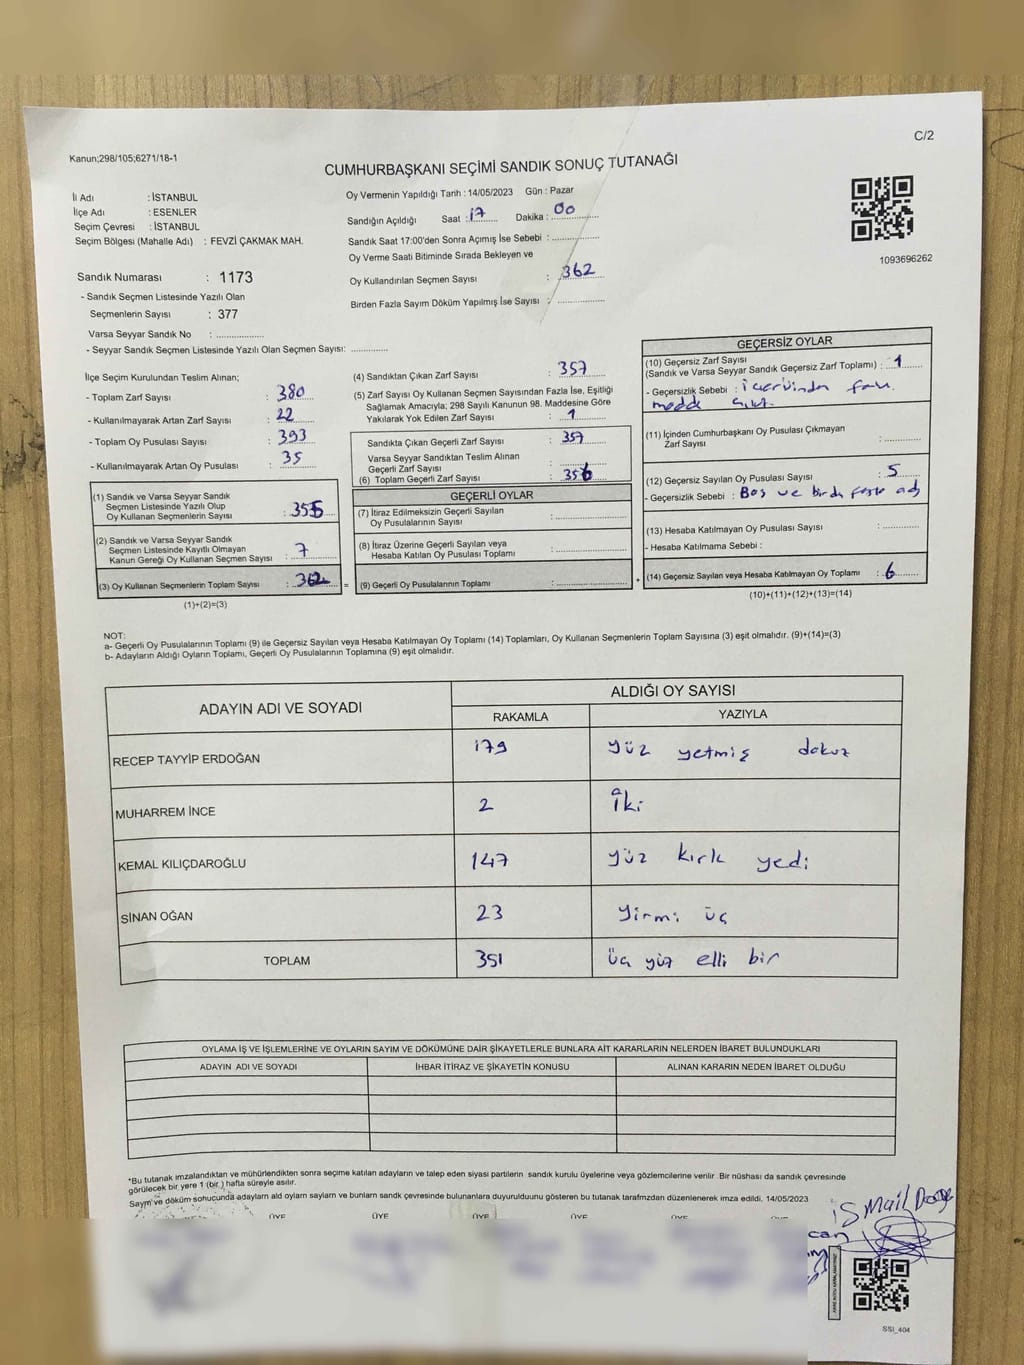 C/2
Kanun;298/105;6271/18-1
CUMHURBAŞKANI SEÇİMİ SANDIK SONUÇ TUTANAĞI
İl Adı : İSTANBUL
İlçe Adı : ESENLER
Seçim Çevresi : İSTANBUL
Seçim Bölgesi (Mahalle Adı) : FEVZİ ÇAKMAK MAH.
Sandık Numarası : 1173
- Sandık Seçmen Listesinde Yazılı Olan
Seçmenlerin Sayısı : 377
Varsa Seyyar Sandık No : ................
- Seyyar Sandık Seçmen Listesinde Yazılı Olan Seçmen Sayısı: ............
Oy Vermenin Yapıldığı Tarih : 14/05/2023 Gün : Pazar
Sandığın Açıldığı Saat : 17 Dakika : 00
Sandık Saat 17:00'den Sonra Açımış İse Sebebi : ...............
Oy Verme Saati Bitiminde Sırada Bekleyen ve
Oy Kullandırılan Seçmen Sayısı : 362
Birden Fazla Sayım Döküm Yapılmış İse Sayısı : ...............
1093696262
İlçe Seçim Kurulundan Teslim Alınan;
- Toplam Zarf Sayısı : 380
- Kullanılmayarak Artan Zarf Sayısı : 22
- Toplam Oy Pusulası Sayısı : 393
- Kullanılmayarak Artan Oy Pusulası : 35
(1) Sandık ve Varsa Seyyar Sandık
Seçmen Listesinde Yazılı Olup
Oy Kullanan Seçmenlerin Sayısı : 355
(2) Sandık ve Varsa Seyyar Sandık
Seçmen Listesinde Kayıtlı Olmayan
Kanun Gereği Oy Kullanan Seçmen Sayısı : 7
(3) Oy Kullanan Seçmenlerin Toplam Sayısı : 362 =
(1)+(2)=(3)
(4) Sandıktan Çıkan Zarf Sayısı : 357
(5) Zarf Sayısı Oy Kullanan Seçmen Sayısından Fazla İse, Eşitliği
Sağlamak Amacıyla; 298 Sayılı Kanunun 98. Maddesine Göre
Yakılarak Yok Edilen Zarf Sayısı : 1
Sandıkta Çıkan Geçerli Zarf Sayısı : 357
Varsa Seyyar Sandıktan Teslim Alınan
Geçerli Zarf Sayısı : ............
(6) Toplam Geçerli Zarf Sayısı : 356
GEÇERLİ OYLAR
(7) İtiraz Edilmeksizin Geçerli Sayılan
Oy Pusulalarının Sayısı : ...............
(8) İtiraz Üzerine Geçerli Sayılan veya
Hesaba Katılan Oy Pusulası Toplamı : ...............
(9) Geçerli Oy Pusulalarının Toplamı : ............... +
GEÇERSİZ OYLAR
(10) Geçersiz Zarf Sayısı
(Sandık ve Varsa Seyyar Sandık Geçersiz Zarf Toplamı) : 1
- Geçersizlik Sebebi : içerisinden
madde çıktı
(11) İçinden Cumhurbaşkanı Oy Pusulası Çıkmayan
Zarf Sayısı : ............
(12) Geçersiz Sayılan Oy Pusulası Sayısı : 5
- Geçersizlik Sebebi : Boş ve birden fazla
(13) Hesaba Katılmayan Oy Pusulası Sayısı : ............
- Hesaba Katılmama Sebebi :
(14) Geçersiz Sayılan veya Hesaba Katılmayan Oy Toplamı : 6
(10)+(11)+(12)+(13)=(14)
NOT:
a- Geçerli Oy Pusulalarının Toplamı (9) ile Geçersiz Sayılan veya Hesaba Katılmayan Oy Toplamı (14) Toplamları, Oy Kullanan Seçmenlerin Toplam Sayısına (3) eşit olmalıdır. (9)+(14)=(3)
b- Adayların Aldığı Oyların Toplamı, Geçerli Oy Pusulalarının Toplamına (9) eşit olmalıdır.
ADAYIN ADI VE SOYADI ALDIĞI OY SAYISI
RAKAMLA YAZIYLA
RECEP TAYYİP ERDOĞAN 179 yüz yetmiş dokuz
MUHARREM İNCE 2 iki
KEMAL KILIÇDAROĞLU 147 yüz kırk yedi
SİNAN OĞAN 23 yirmi üç
TOPLAM 351 üç yüz elli bir
OYLAMA İŞ VE İŞLEMLERİNE VE OYLARIN SAYIM VE DÖKÜMÜNE DAİR ŞİKAYETLERLE BUNLARA AİT KARARLARIN NELERDEN İBARET BULUNDUKLARI
ADAYIN ADI VE SOYADI İHBAR İTİRAZ VE ŞİKAYETİN KONUSU ALINAN KARARIN NEDEN İBARET OLDUĞU
*Bu tutanak imzalandıktan ve mühürlendikten sonra seçime katılan adayların ve talep eden siyasi partilerin sandık kurulu üyelerine veya gözlemcilerine verilir. Bir nüshası da sandık çevresinde
görülecek bir yere 1 (bir ) hafta süreyle asılır.
Sayım ve döküm sonucunda adayların aldı oyların sayıları ve bunların sandk çevresinde bulunanlara duyurulduunu gösteren bu tutanak tarafmzdan düzenlenerek imza edildi, 14/05/2023
ÜYE ÜYE ÜYE ÜYE ÜYE ÜYE
İsmail
can
SSI_404